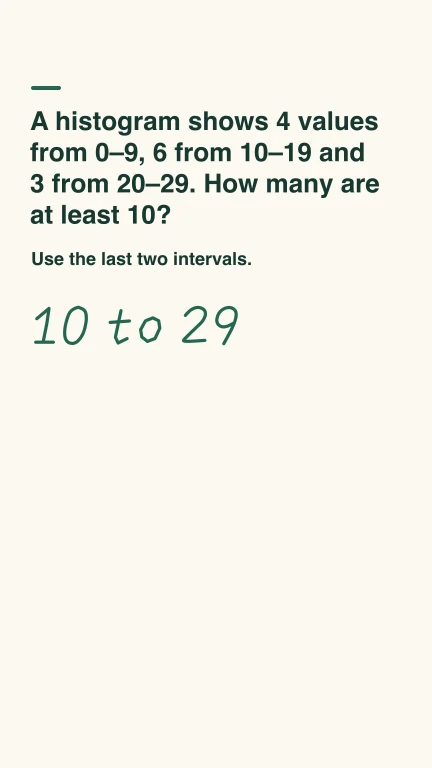 A histogram shows 4 values
from 0–9, 6 from 10–19 and
3 from 20–29. How many are
at least 10?
Use the last two intervals.
10 to 29